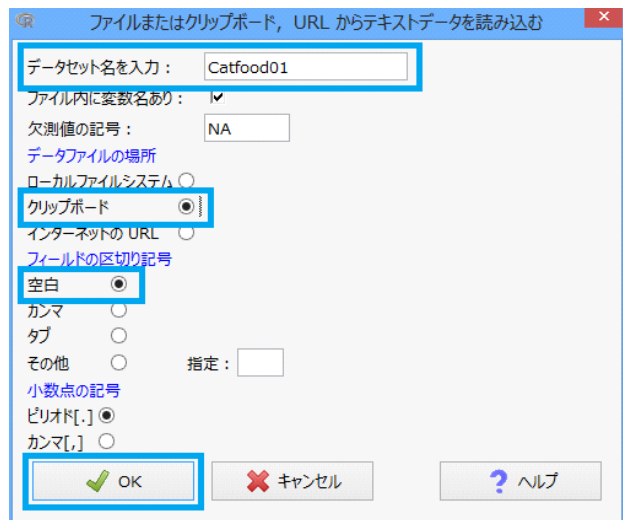 ファイルまたはクリップボード, URL からテキストデータを読み込む
データセット名を入力： Catfood01
ファイル内に変数名あり：
欠測値の記号： NA
データファイルの場所
ローカルファイルシステム
クリップボード
インターネットの URL
フィールドの区切り記号
空白
カンマ
タブ
その他 指定：
小数点の記号
ピリオド[.]
カンマ[,]
OK キャンセル ヘルプ